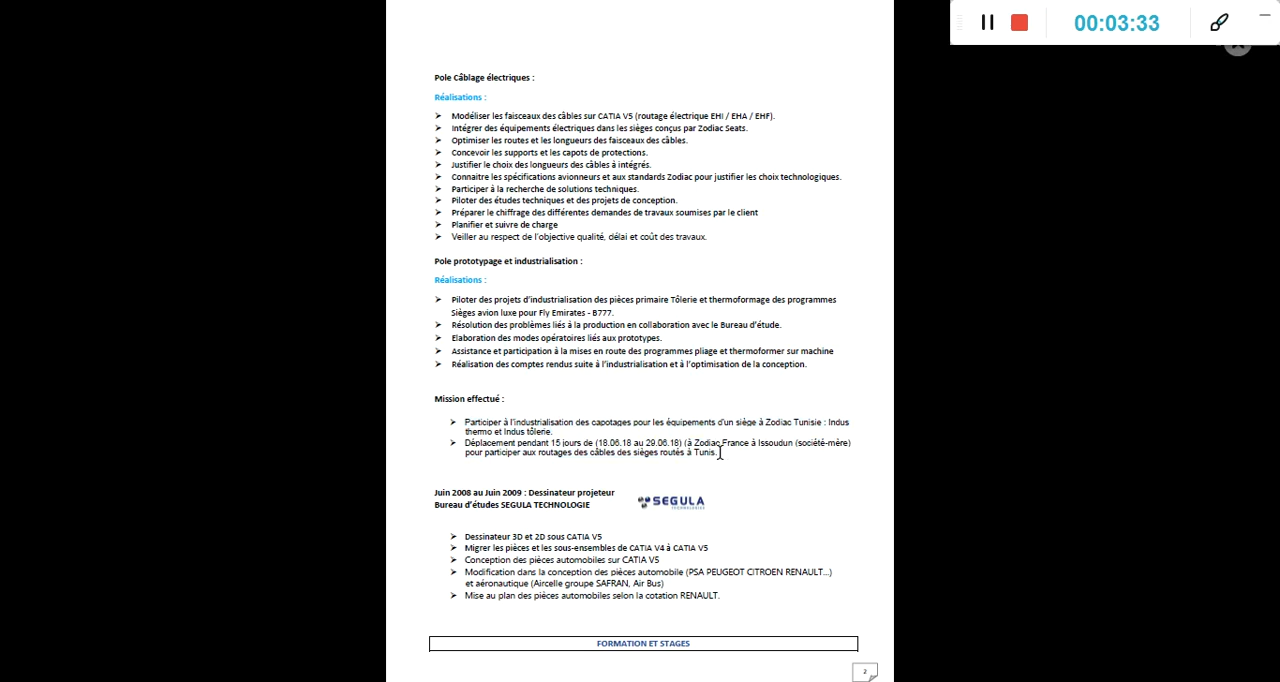 00:03:33
Pole Câblage électriques :
Réalisations :
➢ Modéliser les faisceaux des câbles sur CATIA V5 (routage électrique EHI / EHA / EHF).
➢ Intégrer des équipements électriques dans les sièges conçus par Zodiac Seats.
➢ Optimiser les routes et les longueurs des faisceaux des câbles.
➢ Concevoir les supports et les capots de protections.
➢ Justifier le choix des longueurs des câbles à intégrés.
➢ Connaitre les spécifications avionneurs et aux standards Zodiac pour justifier les choix technologiques.
➢ Participer à la recherche de solutions techniques.
➢ Piloter des études techniques et des projets de conception.
➢ Préparer le chiffrage des différentes demandes de travaux soumises par le client
➢ Planifier et suivre de charge
➢ Veiller au respect de l'objective qualité, délai et coût des travaux.
Pole prototypage et industrialisation :
Réalisations :
➢ Piloter des projets d'industrialisation des pièces primaire Tôlerie et thermoformage des programmes
Sièges avion luxe pour Fly Emirates - B777.
➢ Résolution des problèmes liés à la production en collaboration avec le Bureau d'étude.
➢ Elaboration des modes opératoires liés aux prototypes.
➢ Assistance et participation à la mises en route des programmes pliage et thermoformer sur machine
➢ Réalisation des comptes rendus suite à l'industrialisation et à l'optimisation de la conception.
Mission effectué :
➢ Participer à l'industrialisation des capotages pour les équipements d'un siège à Zodiac Tunisie : Indus
thermo et Indus tôlerie.
➢ Déplacement pendant 15 jours de (18.06.18 au 29.06.18) (à Zodiac France à Issoudun (société-mère)
pour participer aux routages des câbles des sièges routés à Tunis.
Juin 2008 au Juin 2009 : Dessinateur projeteur
Bureau d'études SEGULA TECHNOLOGIE
SEGULA
TECHNOLOGIES
➢ Dessinateur 3D et 2D sous CATIA V5
➢ Migrer les pièces et les sous-ensembles de CATIA V4 à CATIA V5
➢ Conception des pièces automobiles sur CATIA V5
➢ Modification dans la conception des pièces automobile (PSA PEUGEOT CITROEN RENAULT...)
et aéronautique (Aircelle groupe SAFRAN, Air Bus)
➢ Mise au plan des pièces automobiles selon la cotation RENAULT.
FORMATION ET STAGES
2